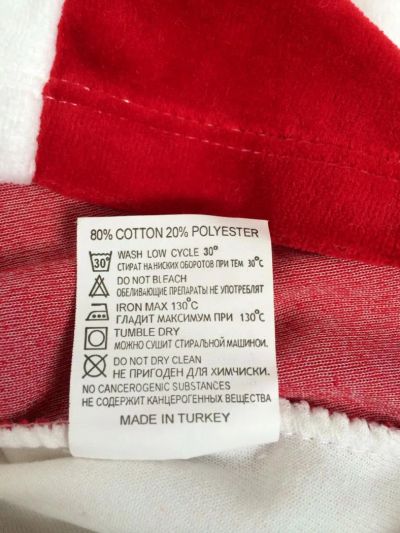 80% COTTON 20% POLYESTER
30° WASH LOW CYCLE 30°
СТИРАТ НА НИСКИХ ОБОРОТОВ ПРИ ТЕМ 30°C
DO NOT BLEACH
ОБЕЛИВАЮЩИЕ ПРЕПАРАТЫ НЕ УПОТРЕБЛЯТ
IRON MAX 130°C
ГЛАДИТ МАКСИМУМ ПРИ 130°C
TUMBLE DRY
МОЖНО СУШИТ СТИРАЛЬНОЙ МАШИНОИ.
DO NOT DRY CLEAN
НЕ ПРИГОДЕН ДЛЯ ХИМЧИСКИ.
NO CANCEROGENIC SUBSTANCES
НЕ СОДЕРЖИТ КАНЦЕРОГЕННЫХ ВЕЩЕСТВА
MADE IN TURKEY